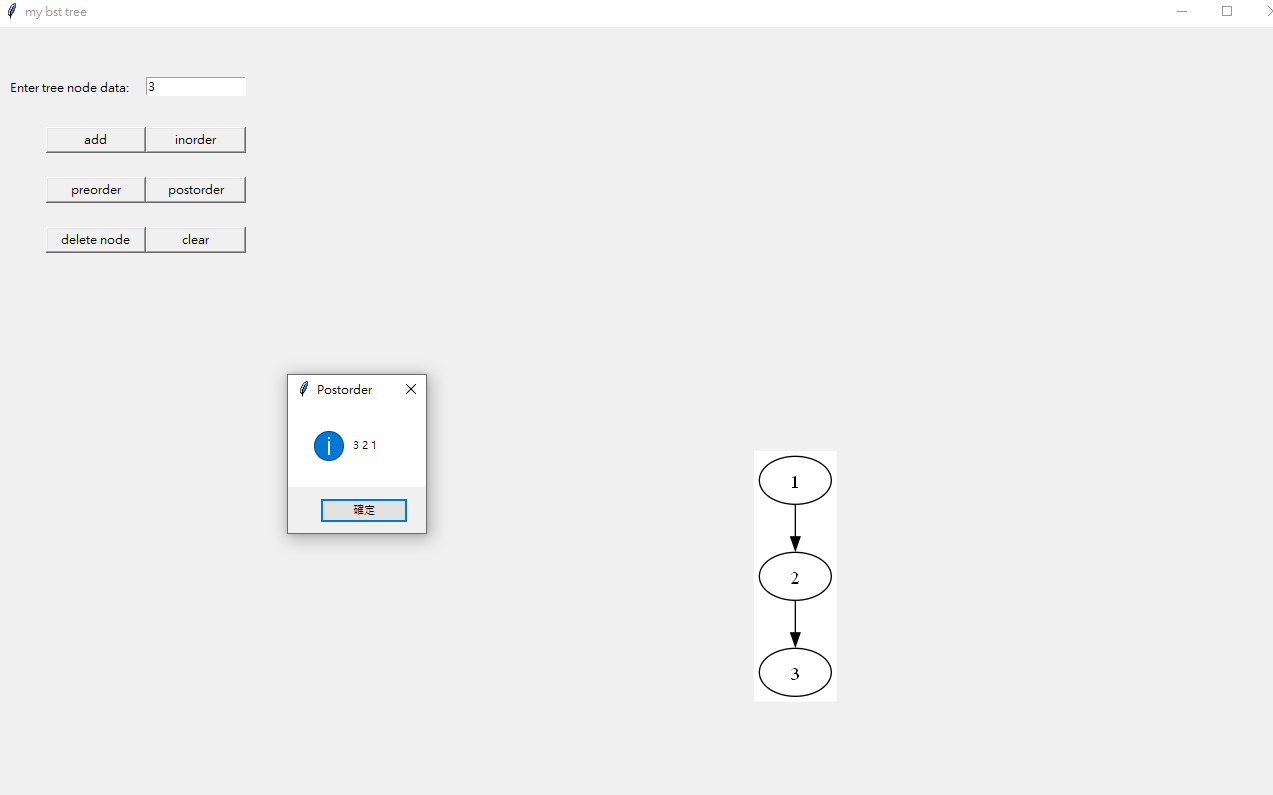 my bst tree
Enter tree node data: 3
add inorder
preorder postorder
delete node clear
Postorder
3 2 1
確定
1
2
3